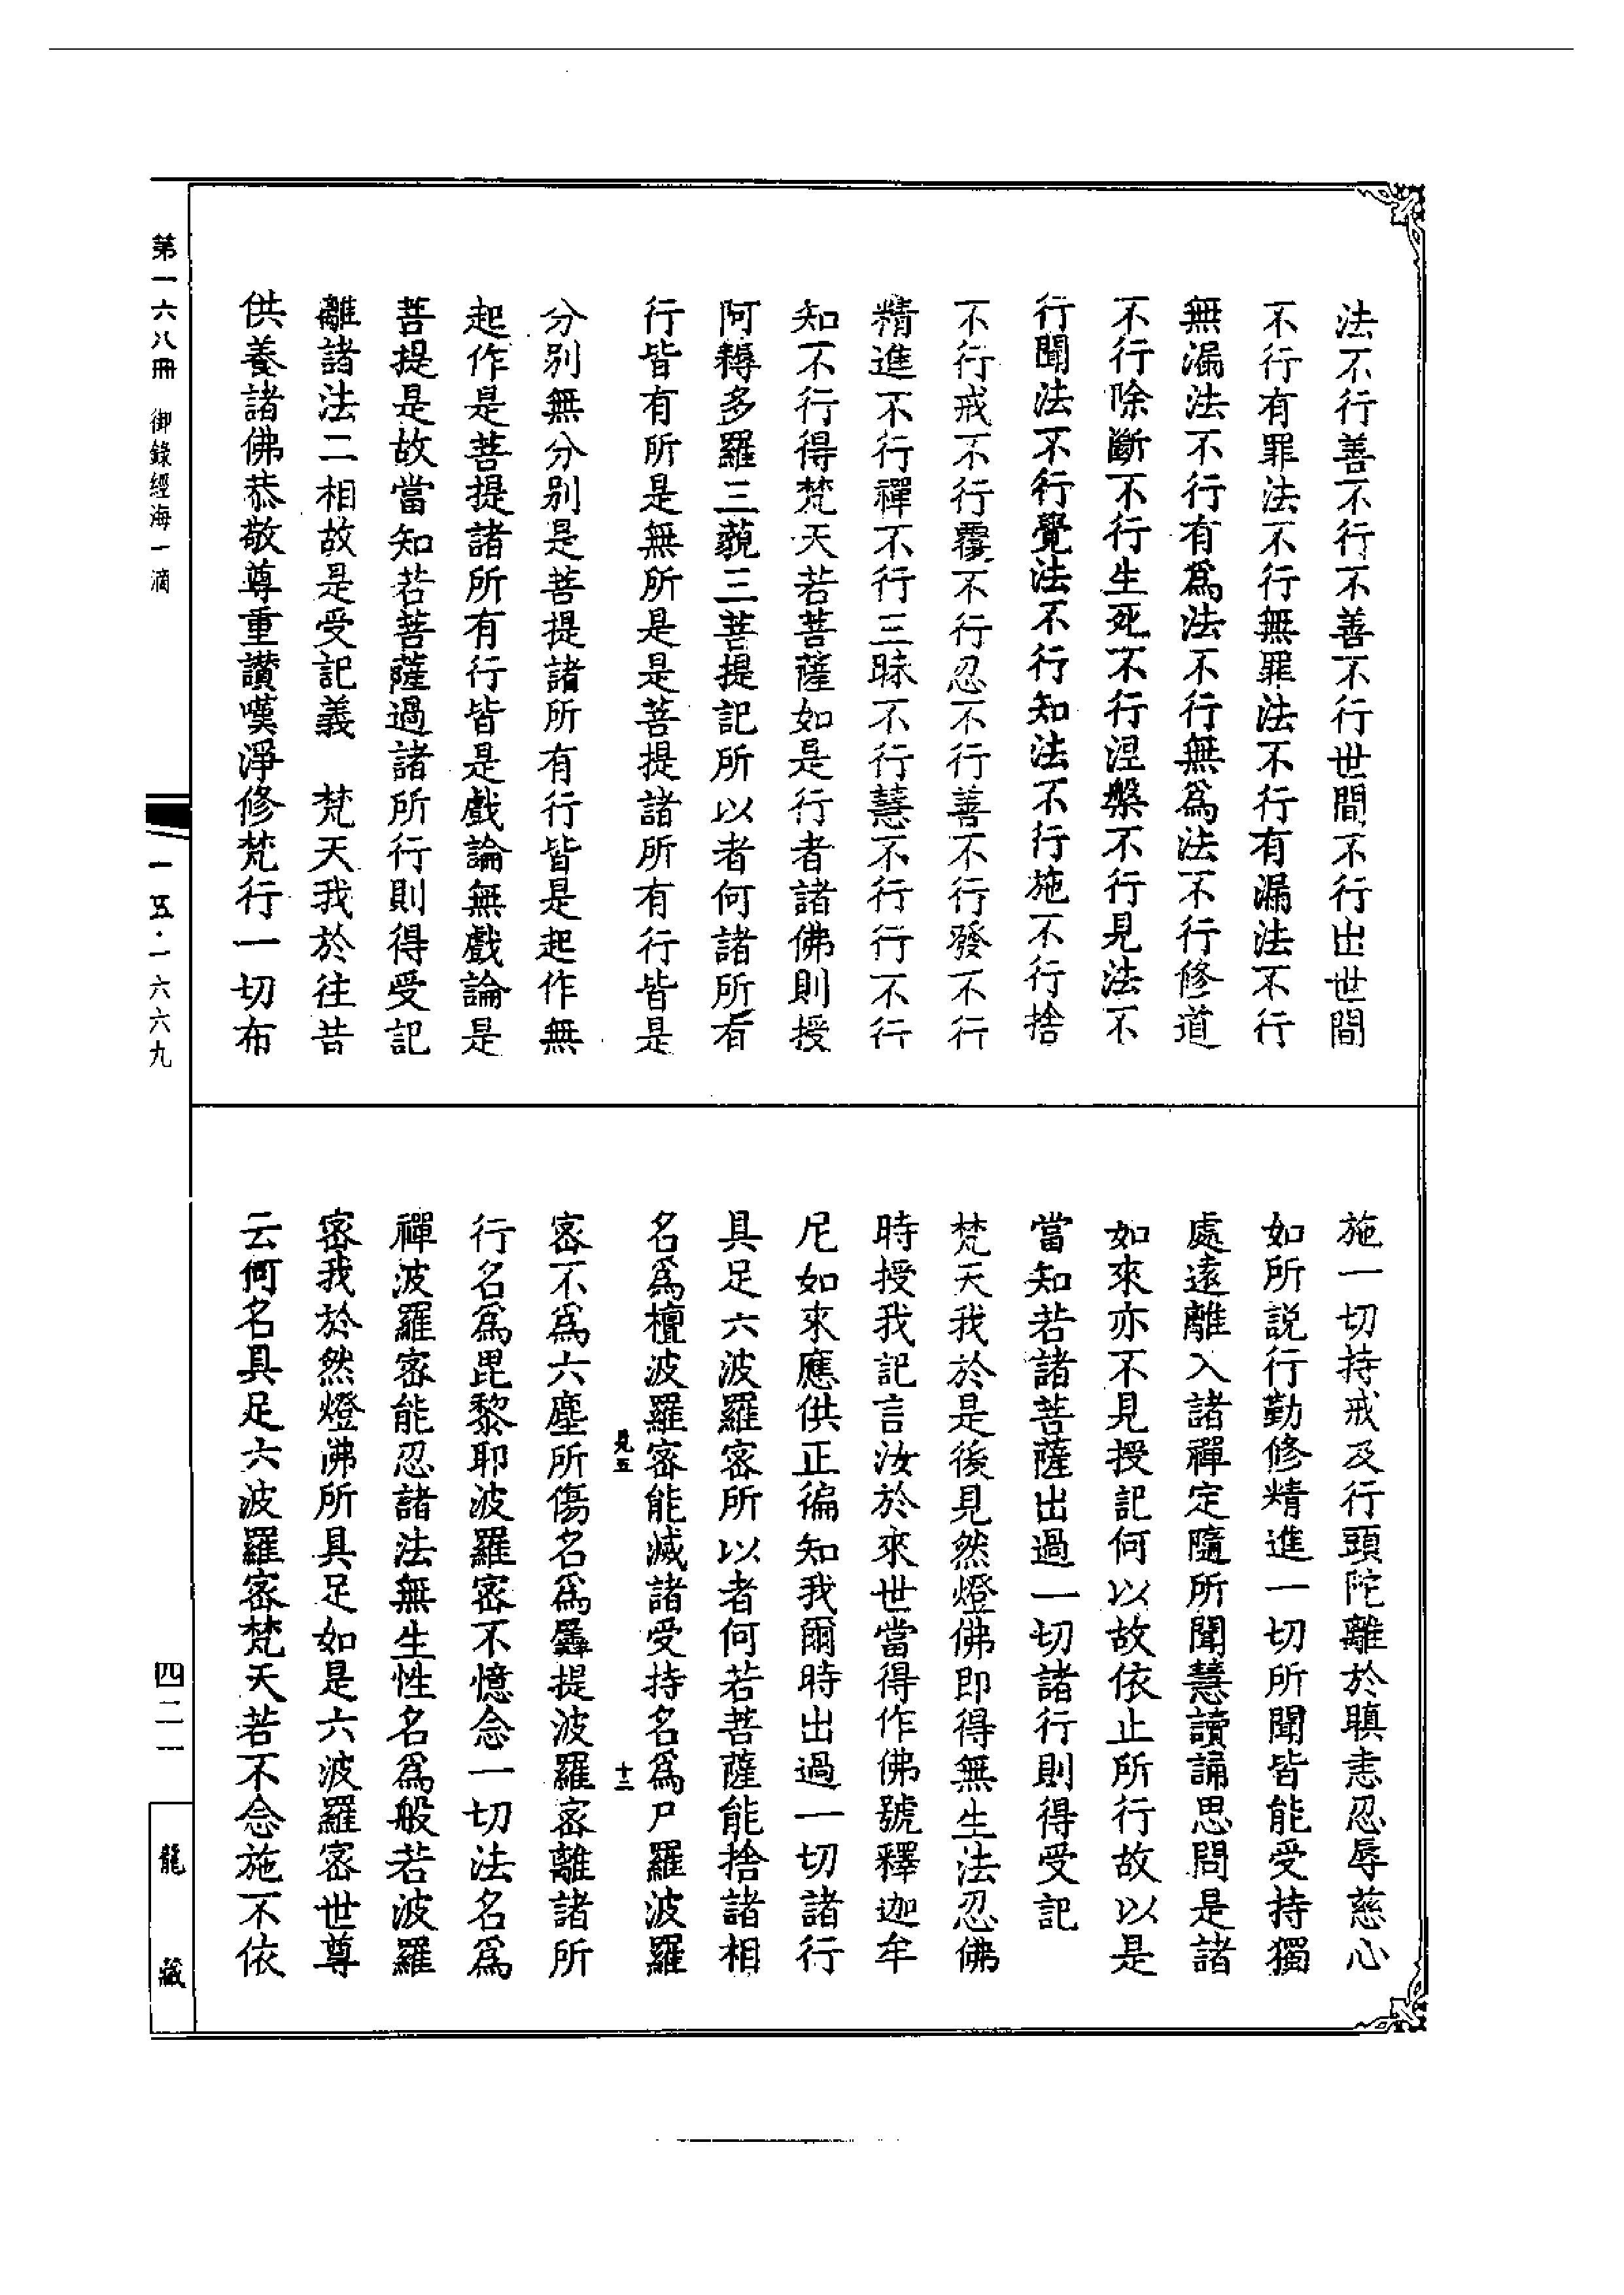 法不行善不行不善不行世間不行出世間
不行有罪法不行無罪法不行有漏法不行
無漏法不行有為法不行無為法不行修道
不行除斷不行生死不行涅槃不行見法不
行聞法不行覺法不行知法不行施不行捨
不行戒不行覆不行忍不行善不行發不行
精進不行禪不行三昧不行慧不行行不行
知不行得梵天若菩薩如是行者諸佛則授
阿耨多羅三藐三菩提記所以者何諸所有
行皆有所是無所是是菩提諸所有行皆是
分別無分別是菩提諸所有行皆是起作無
起作是菩提諸所有行皆是戲論無戲論是
菩提是故當知若菩薩過諸所行則得受記
離諸法二相故是受記義　梵天我於往昔
供養諸佛恭敬尊重讚嘆淨修梵行一切布
施一切持戒及行頭陀離於瞋恚忍辱慈心
如所説行勤修精進一切所聞皆能受持獨
處遠離入諸禪定隨所聞慧讀誦思問是諸
如來亦不見授記何以故依止所行故以是
當知若諸菩薩出過一切諸行則得受記
梵天我於是後見然燈佛即得無生法忍佛
時授我記言汝於來世當得作佛號釋迦牟
尼如來應供正徧知我爾時出過一切諸行
具足六波羅密所以者何若菩薩能捨諸相
名為檀波羅密能滅諸受持名為尸羅波羅
見五　十二
密不為六塵所傷名為羼提波羅密離諸所
行名為毘黎耶波羅密不憶念一切法名為
禪波羅密能忍諸法無生性名為般若波羅
密我於然燈佛所具足如是六波羅密世尊
云何名具足六波羅密梵天若不念施不依
第一六八冊　御錄經海一滴
一五·一六六九
四二一
龍藏